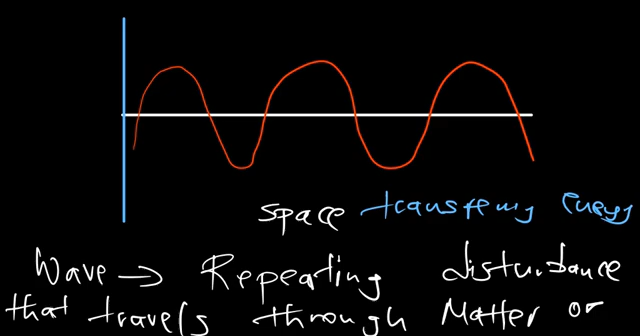 space transferring energy
Wave → Repeating disturbance
that travels through Matter or